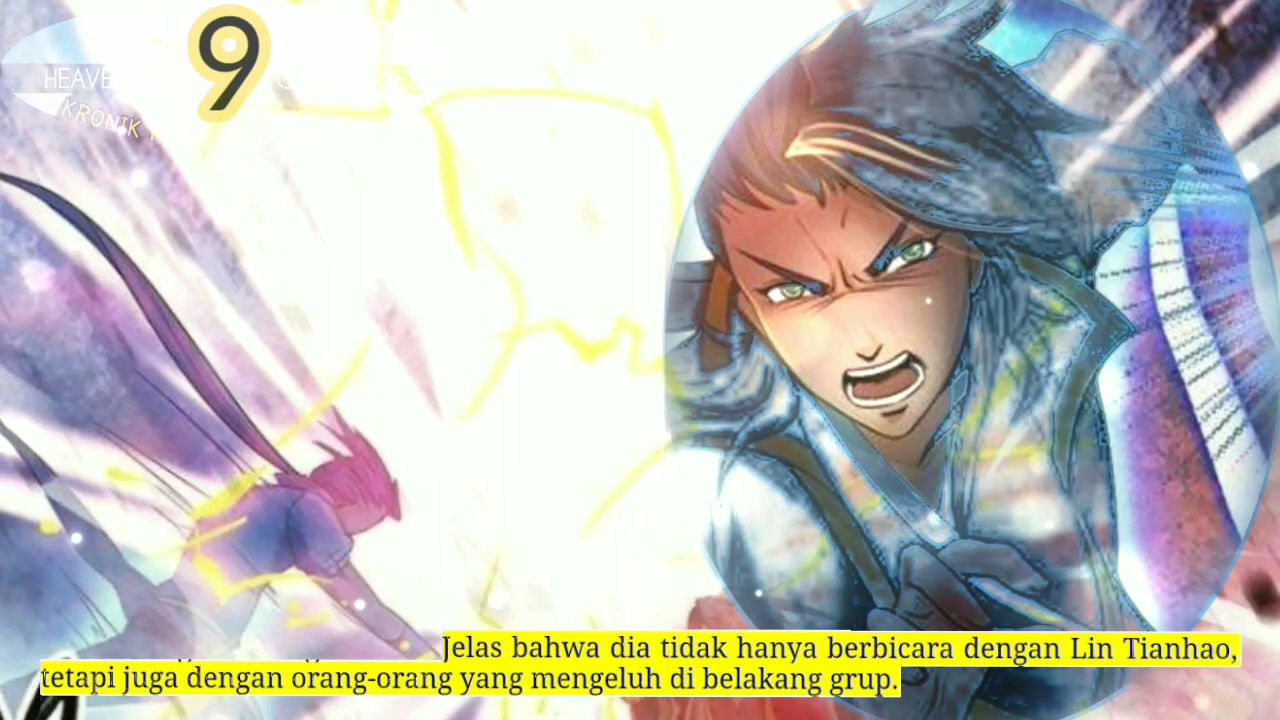 9
HEAVE
KRONIK
Jelas bahwa dia tidak hanya berbicara dengan Lin Tianhao,
tetapi juga dengan orang-orang yang mengeluh di belakang grup.